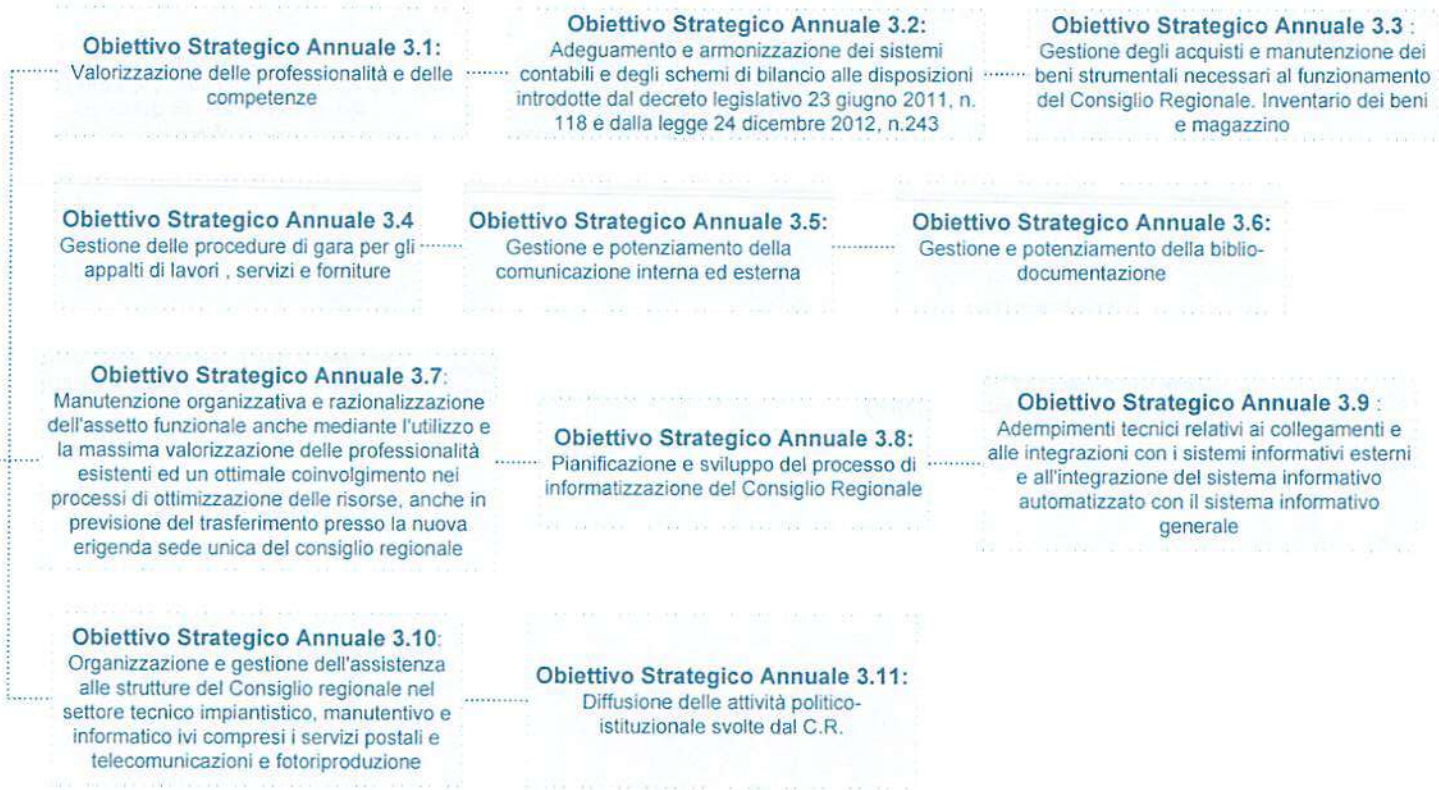 Obiettivo Strategico Annuale 3.1:
Valorizzazione delle professionalità e delle
competenze
Obiettivo Strategico Annuale 3.2:
Adeguamento e armonizzazione dei sistemi
contabili e degli schemi di bilancio alle disposizioni
introdotte dal decreto legislativo 23 giugno 2011, n.
118 e dalla legge 24 dicembre 2012, n.243
Obiettivo Strategico Annuale 3.3 :
Gestione degli acquisti e manutenzione dei
beni strumentali necessari al funzionamento
del Consiglio Regionale. Inventario dei beni
e magazzino
Obiettivo Strategico Annuale 3.4
Gestione delle procedure di gara per gli
appalti di lavori , servizi e forniture
Obiettivo Strategico Annuale 3.5:
Gestione e potenziamento della
comunicazione interna ed esterna
Obiettivo Strategico Annuale 3.6:
Gestione e potenziamento della biblio-
documentazione
Obiettivo Strategico Annuale 3.7:
Manutenzione organizzativa e razionalizzazione
dell'assetto funzionale anche mediante l'utilizzo e
la massima valorizzazione delle professionalità
esistenti ed un ottimale coinvolgimento nei
processi di ottimizzazione delle risorse, anche in
previsione del trasferimento presso la nuova
erigenda sede unica del consiglio regionale
Obiettivo Strategico Annuale 3.8:
Pianificazione e sviluppo del processo di
informatizzazione del Consiglio Regionale
Obiettivo Strategico Annuale 3.9 :
Adempimenti tecnici relativi ai collegamenti e
alle integrazioni con i sistemi informativi esterni
e all'integrazione del sistema informativo
automatizzato con il sistema informativo
generale
Obiettivo Strategico Annuale 3.10:
Organizzazione e gestione dell'assistenza
alle strutture del Consiglio regionale nel
settore tecnico impiantistico, manutentivo e
informatico ivi compresi i servizi postali e
telecomunicazioni e fotoriproduzione
Obiettivo Strategico Annuale 3.11:
Diffusione delle attività politico-
istituzionale svolte dal C.R.